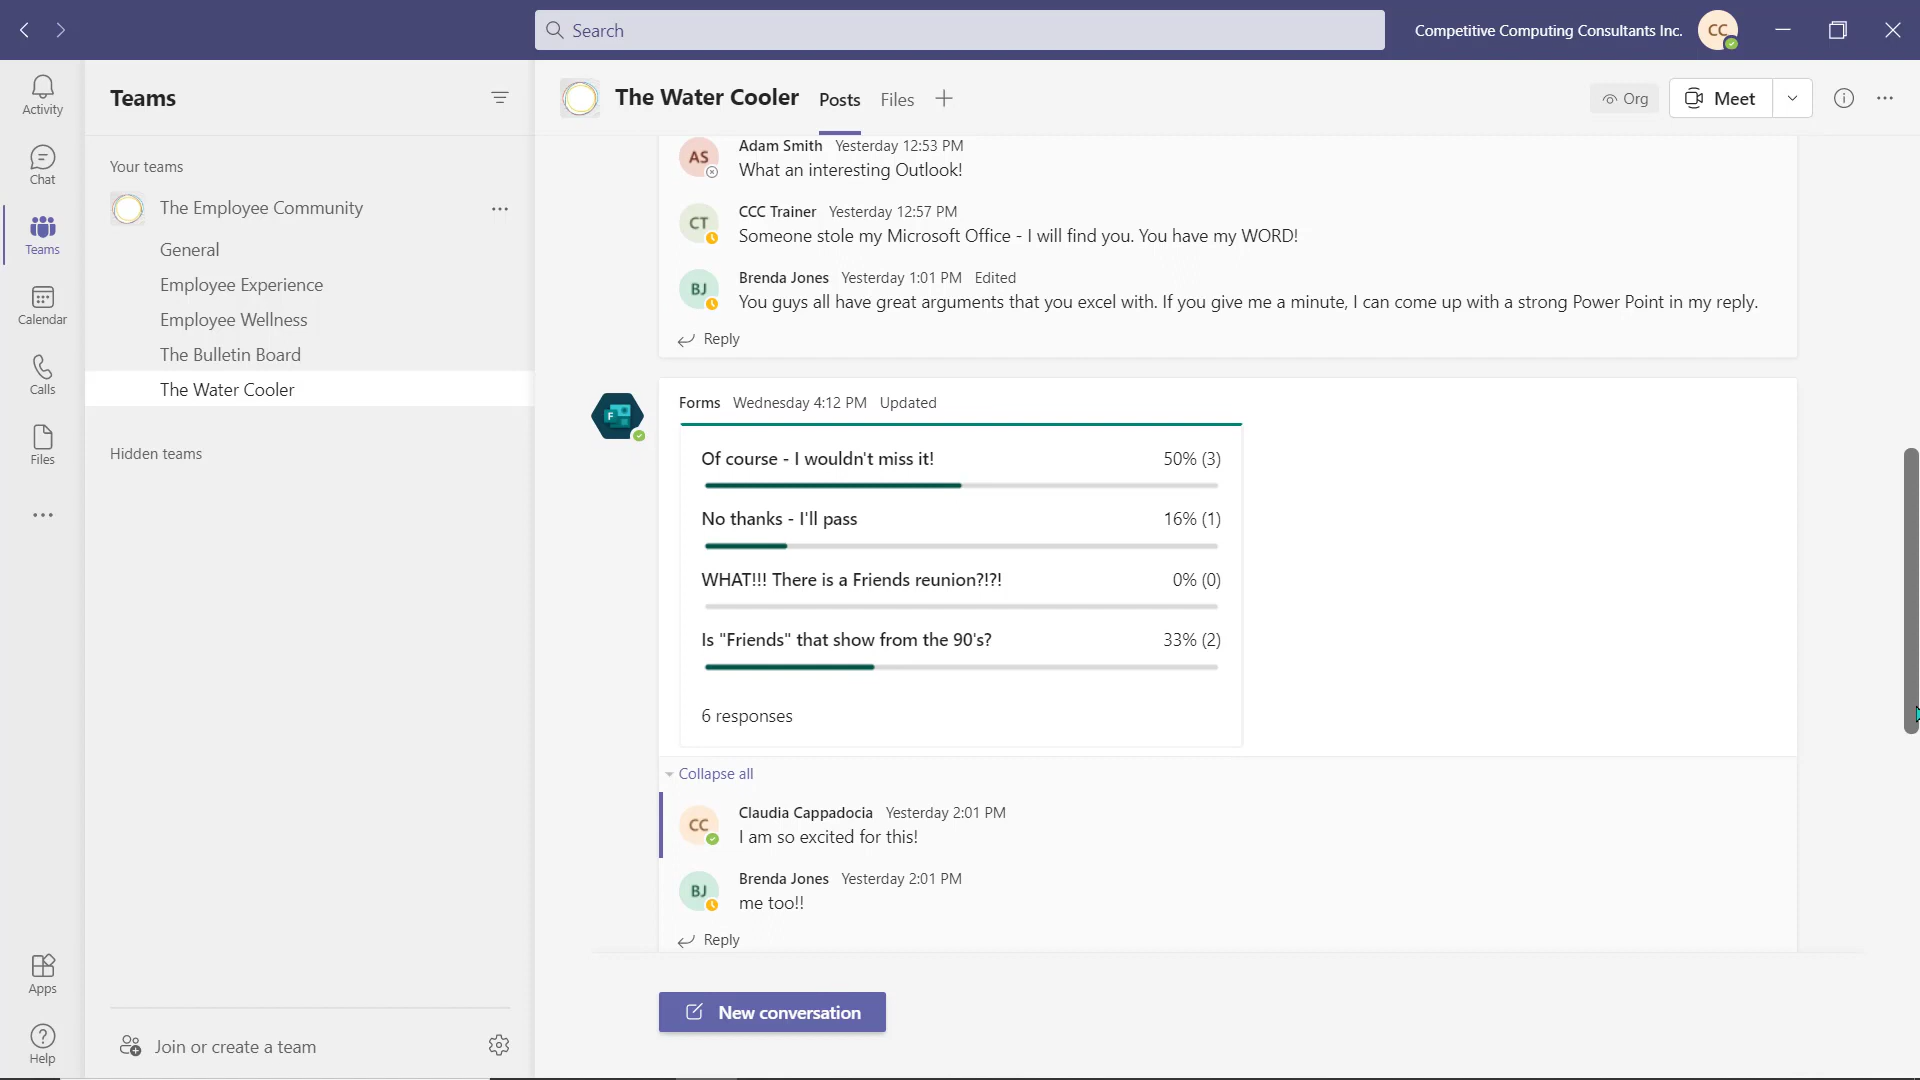 Search
Competitive Computing Consultants Inc.
CC
Activity
Chat
Teams
Calendar
Calls
Files
Apps
Help
Teams
Your teams
The Employee Community
General
Employee Experience
Employee Wellness
The Bulletin Board
The Water Cooler
Hidden teams
Join or create a team
The Water Cooler
Posts
Files
Org
Meet
AS
Adam Smith Yesterday 12:53 PM
What an interesting Outlook!
CT
CCC Trainer Yesterday 12:57 PM
Someone stole my Microsoft Office - I will find you. You have my WORD!
BJ
Brenda Jones Yesterday 1:01 PM Edited
You guys all have great arguments that you excel with. If you give me a minute, I can come up with a strong Power Point in my reply.
Reply
F
Forms Wednesday 4:12 PM Updated
Of course - I wouldn't miss it! 50% (3)
No thanks - I'll pass 16% (1)
WHAT!!! There is a Friends reunion?!?! 0% (0)
Is "Friends" that show from the 90's? 33% (2)
6 responses
Collapse all
CC
Claudia Cappadocia Yesterday 2:01 PM
I am so excited for this!
BJ
Brenda Jones Yesterday 2:01 PM
me too!!
Reply
New conversation